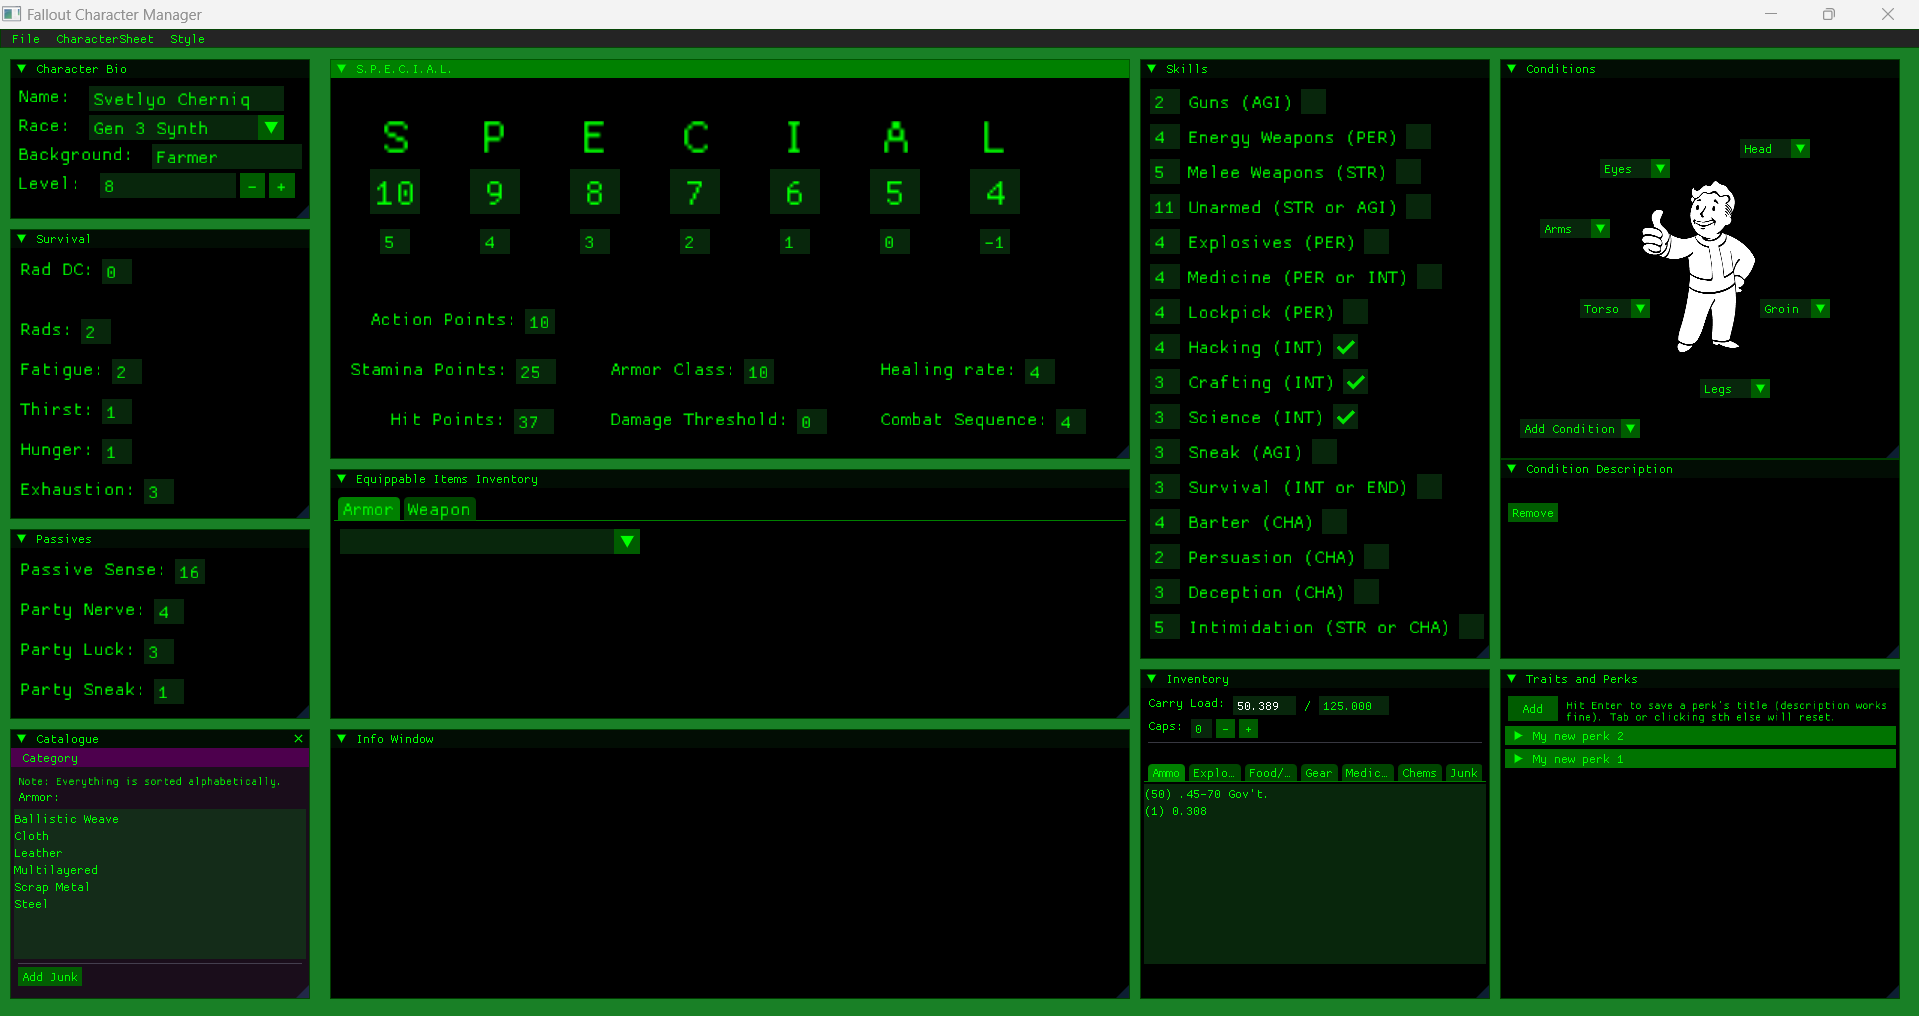 Fallout Character Manager
File CharacterSheet Style
Character Bio
Name: Svetlyo Cherniq
Race: Gen 3 Synth
Background: Farmer
Level: 8 - +
Survival
Rad DC: 0
Rads: 2
Fatigue: 2
Thirst: 1
Hunger: 1
Exhaustion: 3
Passives
Passive Sense: 16
Party Nerve: 4
Party Luck: 3
Party Sneak: 1
Catalogue
Category
Note: Everything is sorted alphabetically.
Armor:
Ballistic Weave
Cloth
Leather
Multilayered
Scrap Metal
Steel
Add Junk
S.P.E.C.I.A.L.
S P E C I A L
10 9 8 7 6 5 4
5 4 3 2 1 0 -1
Action Points: 10
Stamina Points: 25 Armor Class: 10 Healing rate: 4
Hit Points: 37 Damage Threshold: 0 Combat Sequence: 4
Equippable Items Inventory
Armor Weapon
Info Window
Skills
2 Guns (AGI)
4 Energy Weapons (PER)
5 Melee Weapons (STR)
11 Unarmed (STR or AGI)
4 Explosives (PER)
4 Medicine (PER or INT)
4 Lockpick (PER)
4 Hacking (INT)
3 Crafting (INT)
3 Science (INT)
3 Sneak (AGI)
3 Survival (INT or END)
4 Barter (CHA)
2 Persuasion (CHA)
3 Deception (CHA)
5 Intimidation (STR or CHA)
Inventory
Carry Load: 50.389 / 125.000
Caps: 0 - +
Ammo Explo… Food/… Gear Medic… Chems Junk
(50) .45-70 Gov't.
(1) 0.308
Conditions
Head
Eyes
Arms
Torso
Groin
Legs
Add Condition
Condition Description
Remove
Traits and Perks
Add
Hit Enter to save a perk's title (description works
fine). Tab or clicking sth else will reset.
My new perk 2
My new perk 1